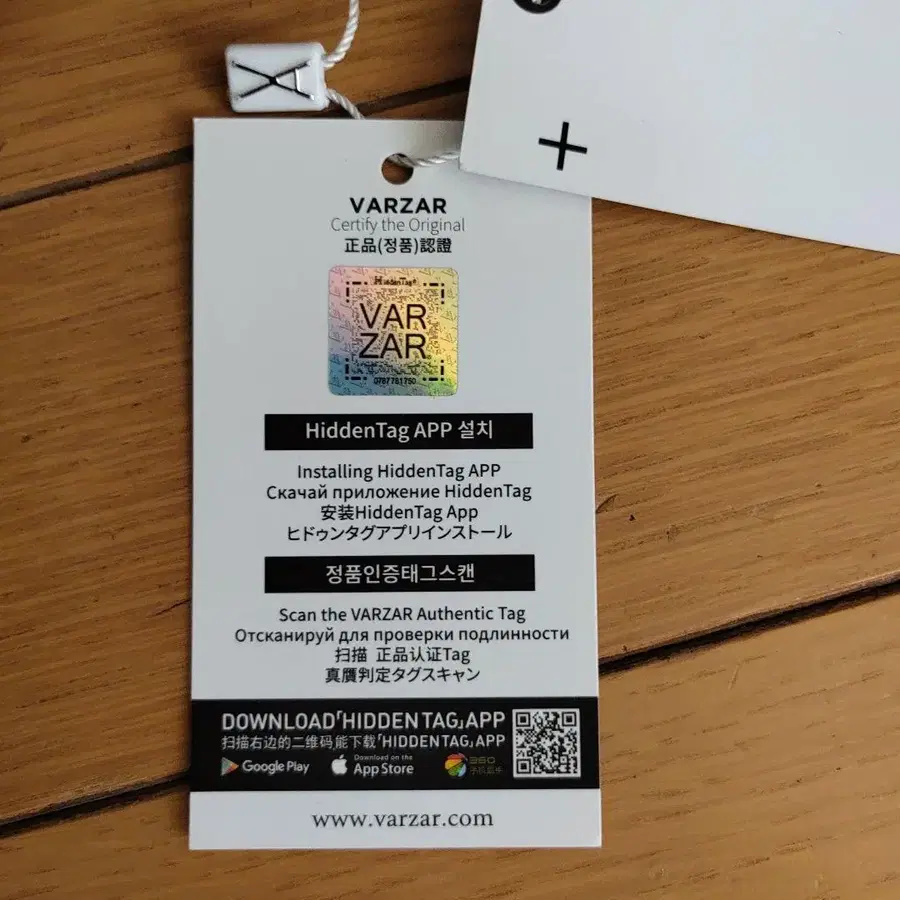 VARZAR
Certify the Original
正品(정품)認證
HiddenTag®
VAR
ZAR
0787781750
HiddenTag APP 설치
Installing HiddenTag APP
Скачай приложение HiddenTag
安装HiddenTag App
ヒドゥンタグアプリインストール
정품인증태그스캔
Scan the VARZAR Authentic Tag
Отсканируй для проверки подлинности
扫描 正品认证Tag
真贋判定タグスキャン
DOWNLOAD「HIDDEN TAG」APP
扫描右边的二维码,能下载「HIDDEN TAG」APP
Google Play
Download on the
App Store
360
手机助手
www.varzar.com